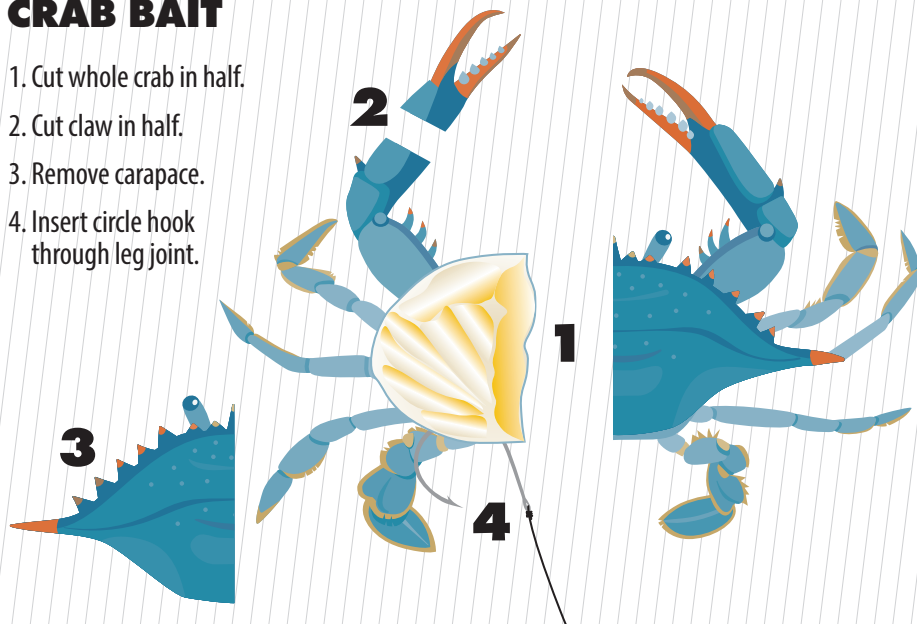 CRAB BAIT
1. Cut whole crab in half.
2. Cut claw in half.
3. Remove carapace.
4. Insert circle hook
through leg joint.
2
1
3
4